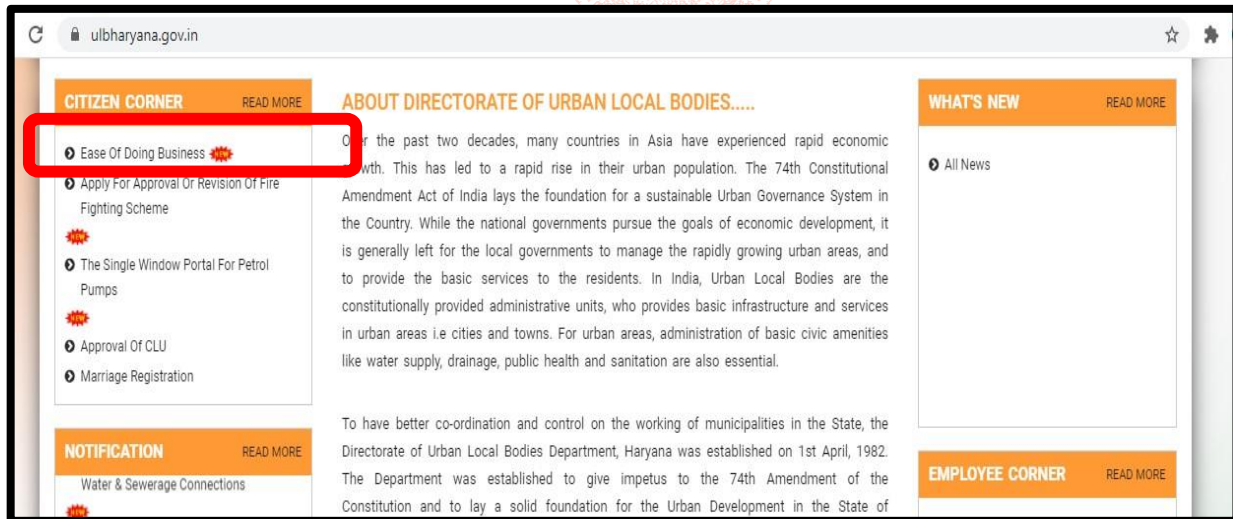 ulbharyana.gov.in
CITIZEN CORNER READ MORE
Ease Of Doing Business NEW
Apply For Approval Or Revision Of Fire
Fighting Scheme
NEW
The Single Window Portal For Petrol
Pumps
NEW
Approval Of CLU
Marriage Registration
NOTIFICATION READ MORE
Water & Sewerage Connections
NEW
ABOUT DIRECTORATE OF URBAN LOCAL BODIES.....
the past two decades, many countries in Asia have experienced rapid economic
This has led to a rapid rise in their urban population. The 74th Constitutional
Amendment Act of India lays the foundation for a sustainable Urban Governance System in
the Country. While the national governments pursue the goals of economic development, it
is generally left for the local governments to manage the rapidly growing urban areas, and
to provide the basic services to the residents. In India, Urban Local Bodies are the
constitutionally provided administrative units, who provides basic infrastructure and services
in urban areas i.e cities and towns. For urban areas, administration of basic civic amenities
like water supply, drainage, public health and sanitation are also essential.
To have better co-ordination and control on the working of municipalities in the State, the
Directorate of Urban Local Bodies Department, Haryana was established on 1st April, 1982.
The Department was established to give impetus to the 74th Amendment of the
Constitution and to lay a solid foundation for the Urban Development in the State of
WHAT'S NEW READ MORE
All News
EMPLOYEE CORNER READ MORE